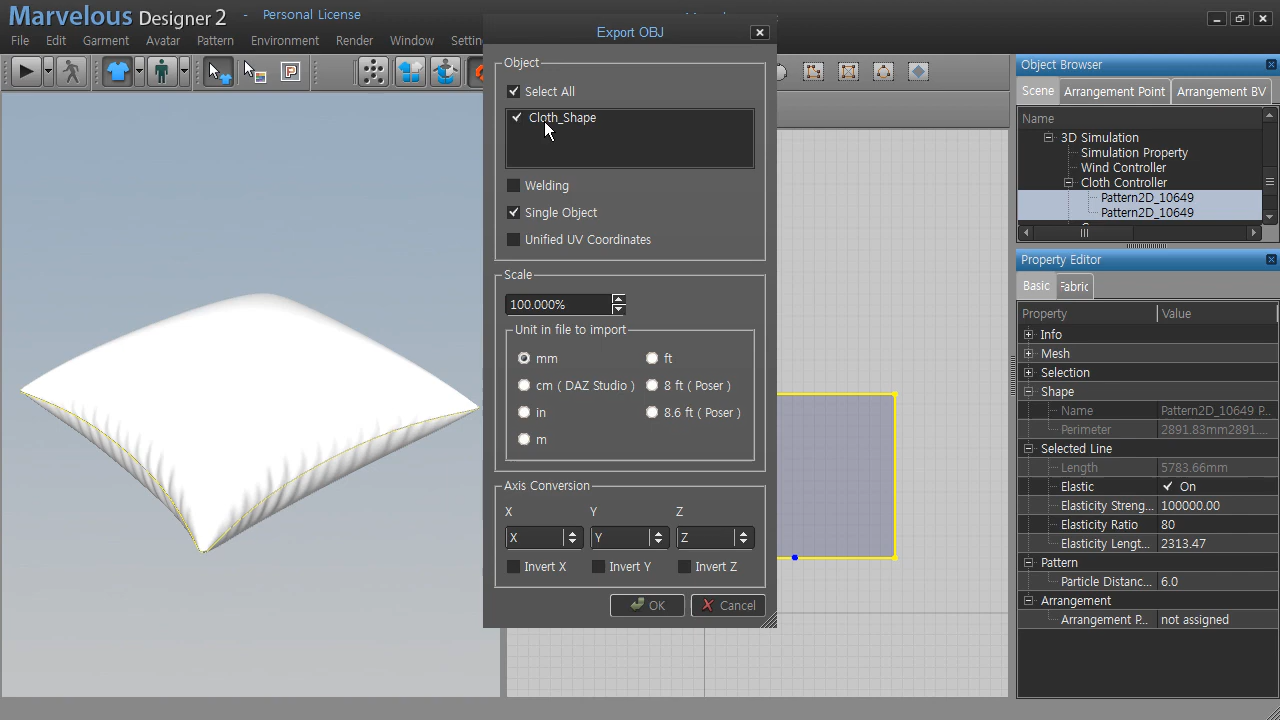 Marvelous Designer 2 - Personal License
File Edit Garment Avatar Pattern Environment Render Window
Export OBJ
Object
Select All
Cloth_Shape
Welding
Single Object
Unified UV Coordinates
Scale
100.000%
Unit in file to import
mm ft
cm ( DAZ Studio ) 8 ft ( Poser )
in 8.6 ft ( Poser )
m
Axis Conversion
X Y Z
X Y Z
Invert X Invert Y Invert Z
OK Cancel
Object Browser
Scene Arrangement Point Arrangement BV
Name
3D Simulation
Simulation Property
Wind Controller
Cloth Controller
Pattern2D_10649
Pattern2D_10649
Property Editor
Basic Fabric
Property Value
Info
Mesh
Selection
Shape
Name Pattern2D_10649 P...
Perimeter 2891.83mm2891....
Selected Line
Length 5783.66mm
Elastic On
Elasticity Streng... 100000.00
Elasticity Ratio 80
Elasticity Lengt... 2313.47
Pattern
Particle Distanc... 6.0
Arrangement
Arrangement P... not assigned